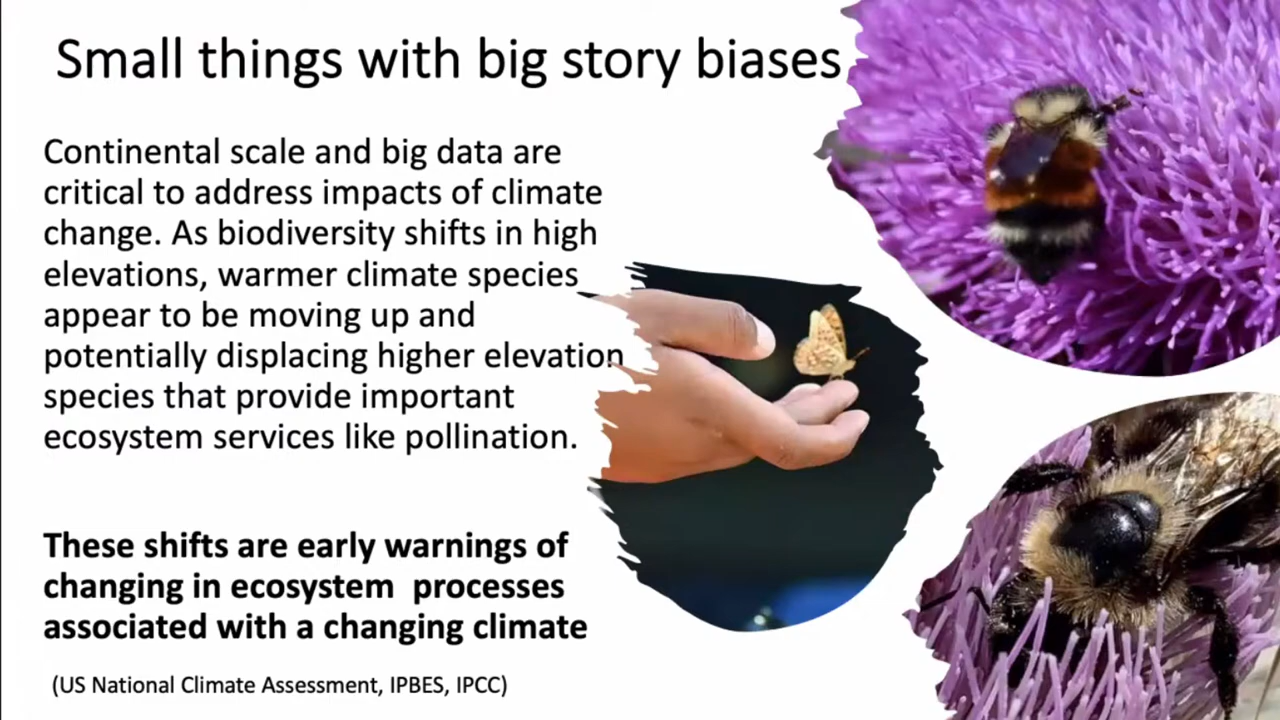 Small things with big story biases
Continental scale and big data are
critical to address impacts of climate
change. As biodiversity shifts in high
elevations, warmer climate species
appear to be moving up and
potentially displacing higher elevation
species that provide important
ecosystem services like pollination.
These shifts are early warnings of
changing in ecosystem  processes
associated with a changing climate
(US National Climate Assessment, IPBES, IPCC)